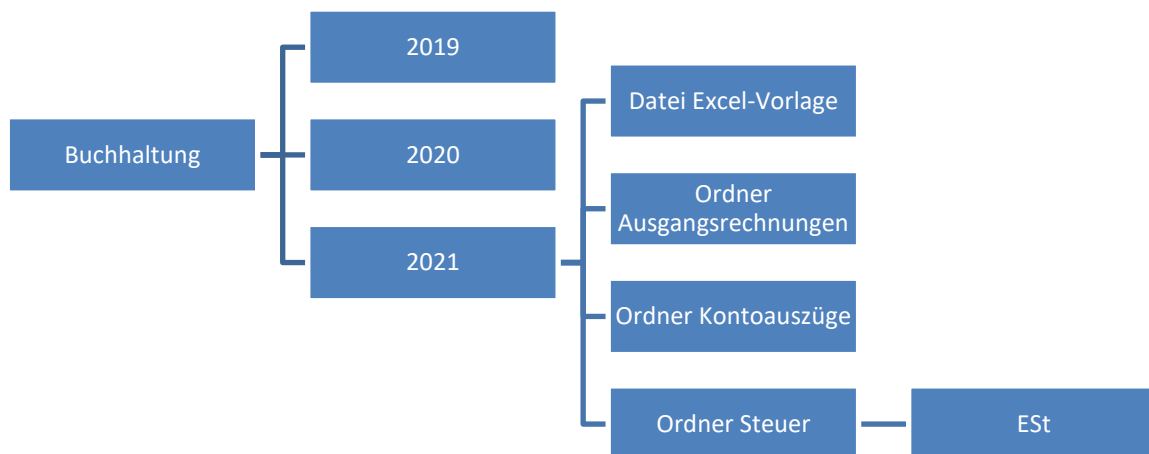 Buchhaltung
2019
2020
2021
Datei Excel-Vorlage
Ordner
Ausgangsrechnungen
Ordner Kontoauszüge
Ordner Steuer
ESt